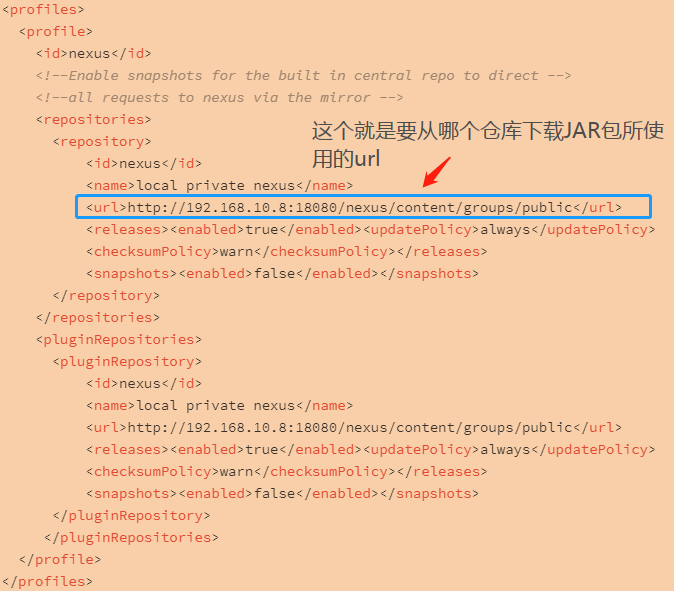 <profiles>
<profile>
<id>nexus</id>
<!--Enable snapshots for the built in central repo to direct -->
<!--all requests to nexus via the mirror -->
<repositories>
<repository>
这个就是要从哪个仓库下载JAR包所使
用的url
<id>nexus</id>
<name>local private nexus</name>
<url>http://192.168.10.8:18080/nexus/content/groups/public</url>
<releases><enabled>true</enabled><updatePolicy>always</updatePolicy>
<checksumPolicy>warn</checksumPolicy></releases>
<snapshots><enabled>false</enabled></snapshots>
</repository>
</repositories>
<pluginRepositories>
<pluginRepository>
<id>nexus</id>
<name>local private nexus</name>
<url>http://192.168.10.8:18080/nexus/content/groups/public</url>
<releases><enabled>true</enabled><updatePolicy>always</updatePolicy>
<checksumPolicy>warn</checksumPolicy></releases>
<snapshots><enabled>false</enabled></snapshots>
</pluginRepository>
</pluginRepositories>
</profile>
</profiles>